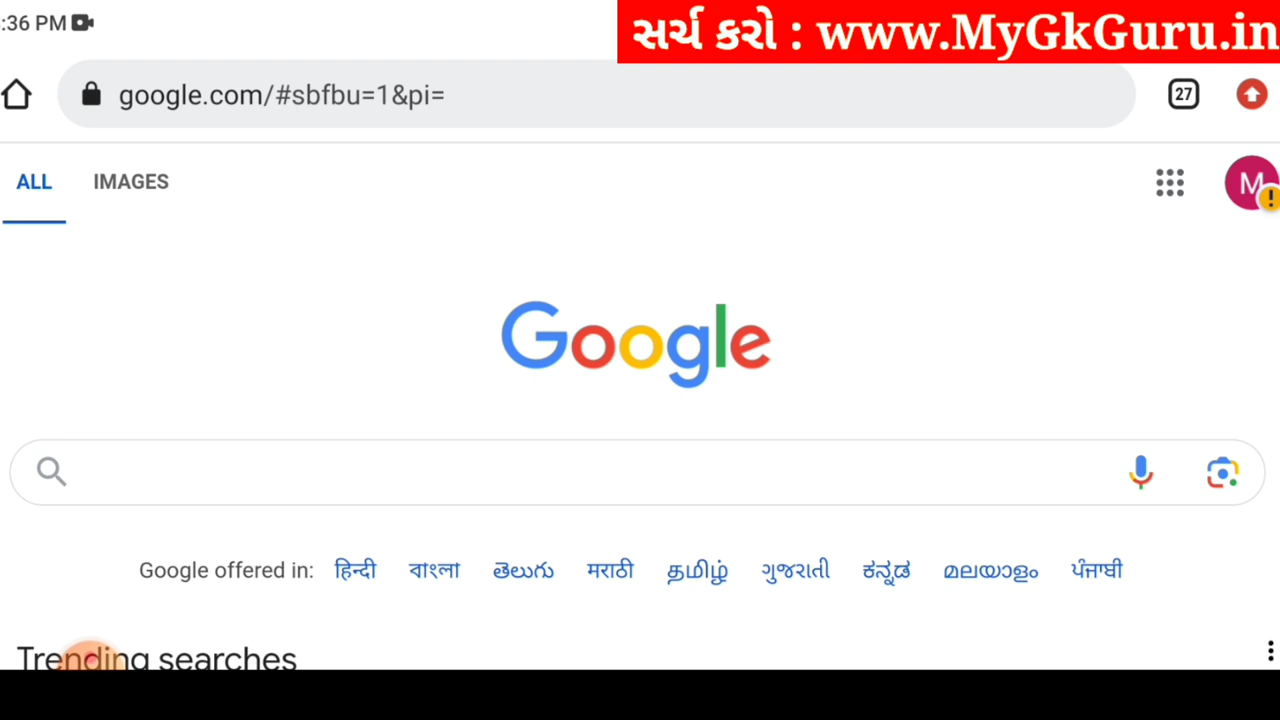 :36 PM
સર્ચ કરો : www.MyGkGuru.in
google.com/#sbfbu=1&pi=
27
ALL IMAGES
M
!
Google
Google offered in: हिन्दी বাংলা తెలుగు मराठी தமிழ் ગુજરાતી ಕನ್ನಡ മലയാളം ਪੰਜਾਬੀ
Trending searches